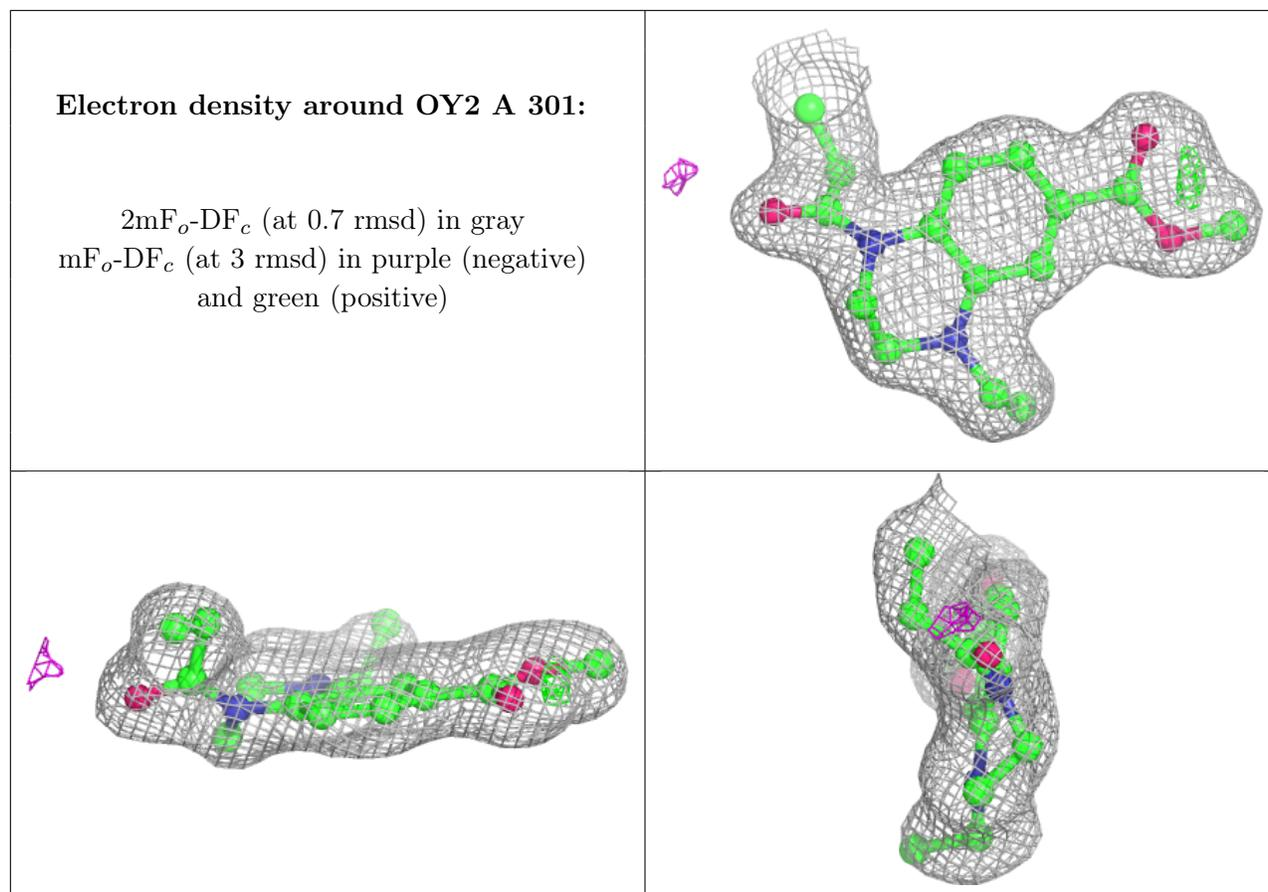 Electron density around OY2 A 301:
2mFo-DFc (at 0.7 rmsd) in gray
mFo-DFc (at 3 rmsd) in purple (negative)
and green (positive)